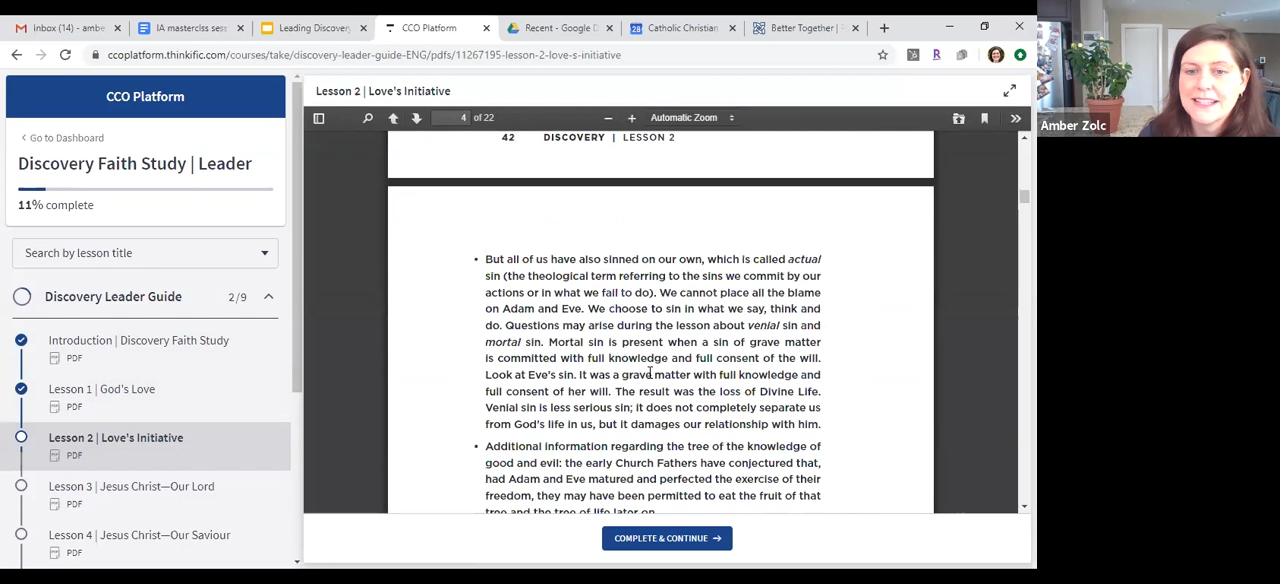 Inbox (14) - ambe
IA masterclss sess
Leading Discovery
CCO Platform
Recent - Google D
Catholic Christian
Better Together | F
ccoplatform.thinkific.com/courses/take/discovery-leader-guide-ENG/pdfs/11267195-lesson-2-love-s-initiative
CCO Platform
Go to Dashboard
Discovery Faith Study | Leader
11% complete
Search by lesson title
Discovery Leader Guide 2/9
Introduction | Discovery Faith Study
PDF
Lesson 1 | God's Love
PDF
Lesson 2 | Love's Initiative
PDF
Lesson 3 | Jesus Christ—Our Lord
PDF
Lesson 4 | Jesus Christ—Our Saviour
PDF
Lesson 2 | Love's Initiative
4 of 22
Automatic Zoom
42 DISCOVERY | LESSON 2
• But all of us have also sinned on our own, which is called actual
sin (the theological term referring to the sins we commit by our
actions or in what we fail to do). We cannot place all the blame
on Adam and Eve. We choose to sin in what we say, think and
do. Questions may arise during the lesson about venial sin and
mortal sin. Mortal sin is present when a sin of grave matter
is committed with full knowledge and full consent of the will.
Look at Eve's sin. It was a grave matter with full knowledge and
full consent of her will. The result was the loss of Divine Life.
Venial sin is less serious sin; it does not completely separate us
from God's life in us, but it damages our relationship with him.
• Additional information regarding the tree of the knowledge of
good and evil: the early Church Fathers have conjectured that,
had Adam and Eve matured and perfected the exercise of their
freedom, they may have been permitted to eat the fruit of that
tree and the tree of life later on.
COMPLETE & CONTINUE →
Amber Zolc